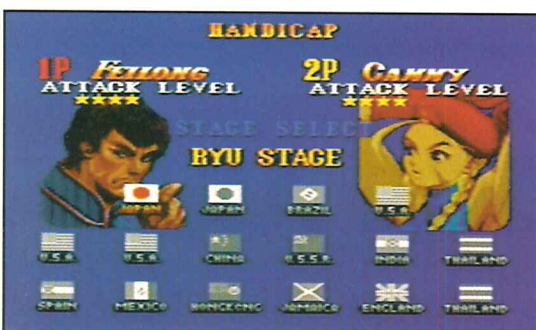 HANDICAP
1P FEILONG 2P CAMMY
ATTACK LEVEL ATTACK LEVEL
STAGE SELECT
RYU STAGE
JAPAN JAPAN BRAZIL U.S.A.
U.S.A. U.S.A. CHINA U.S.S.R. INDIA THAILAND
SPAIN MEXICO HONGKONG JAMAICA ENGLAND THAILAND